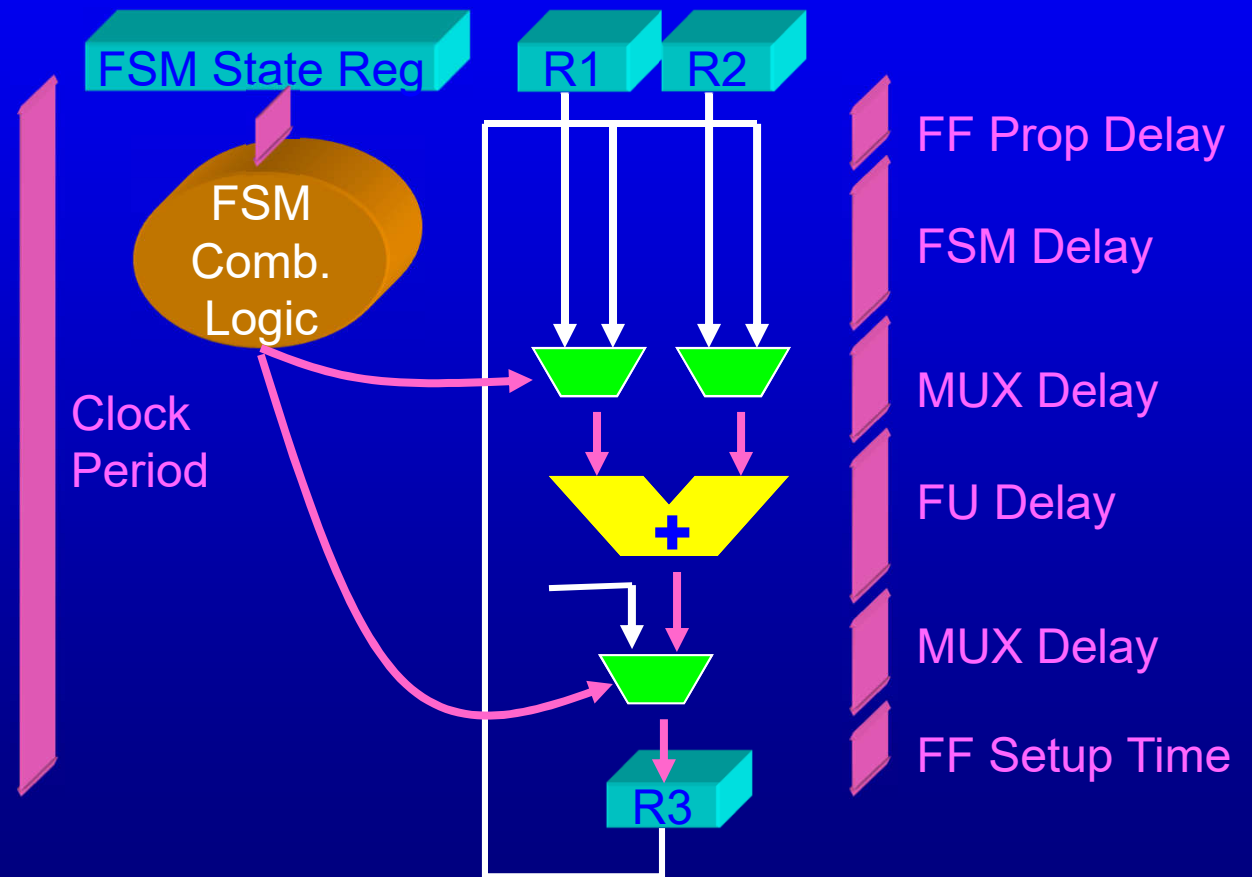 FSM State Reg
R1
R2
FF Prop Delay
FSM
Comb.
Logic
FSM Delay
MUX Delay
Clock
Period
FU Delay
+
MUX Delay
FF Setup Time
R3